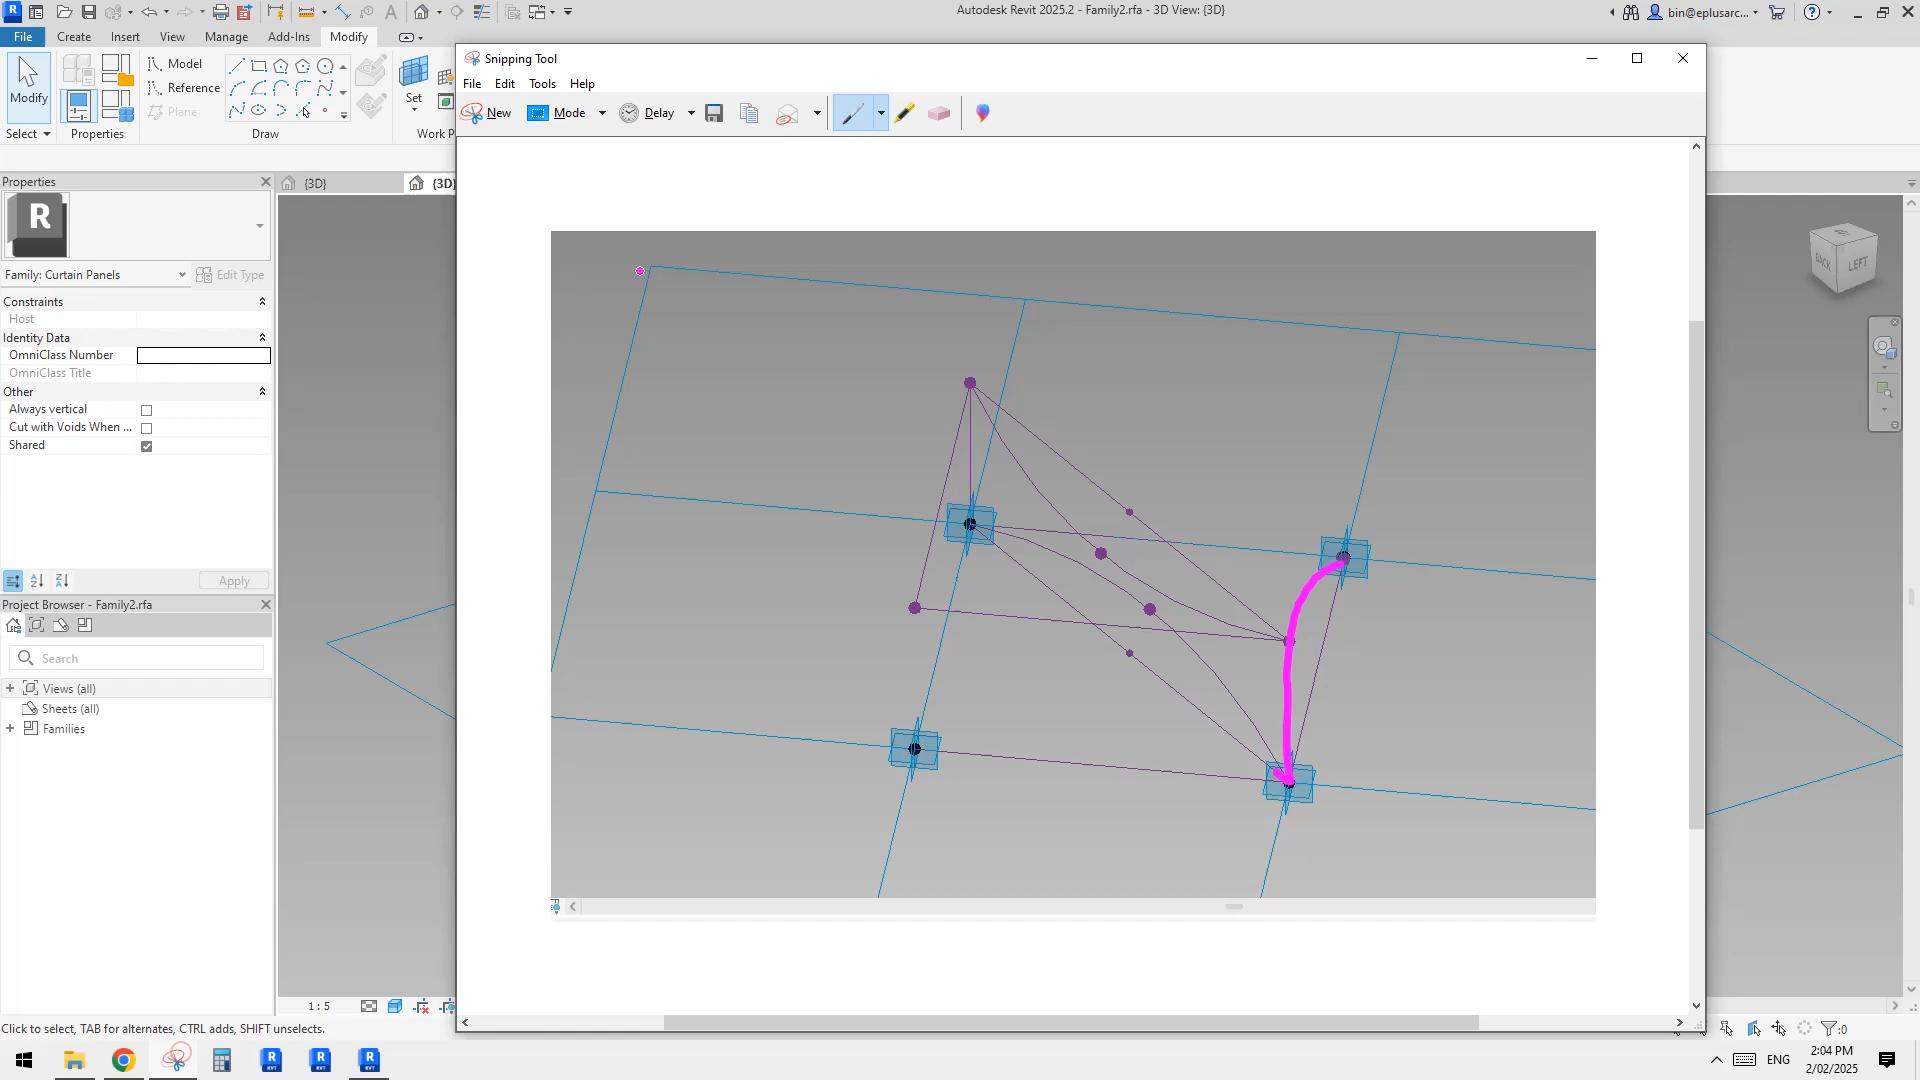 Autodesk Revit 2025.2 - Family2.rfa - 3D View: {3D}
bin@eplusarc...
File Create Insert View Manage Add-Ins Modify
Modify
Model
Reference
Plane
Set
Select Properties Draw Work P
Snipping Tool
File Edit Tools Help
New Mode Delay
Properties
{3D} {3D}
R
Family: Curtain Panels Edit Type
Constraints
Host
Identity Data
OmniClass Number
OmniClass Title
Other
Always vertical
Cut with Voids When ...
Shared
Apply
Project Browser - Family2.rfa
Search
Views (all)
Sheets (all)
Families
BACK LEFT
1 : 5
Click to select, TAB for alternates, CTRL adds, SHIFT unselects.
:0
ENG
2:04 PM
2/02/2025